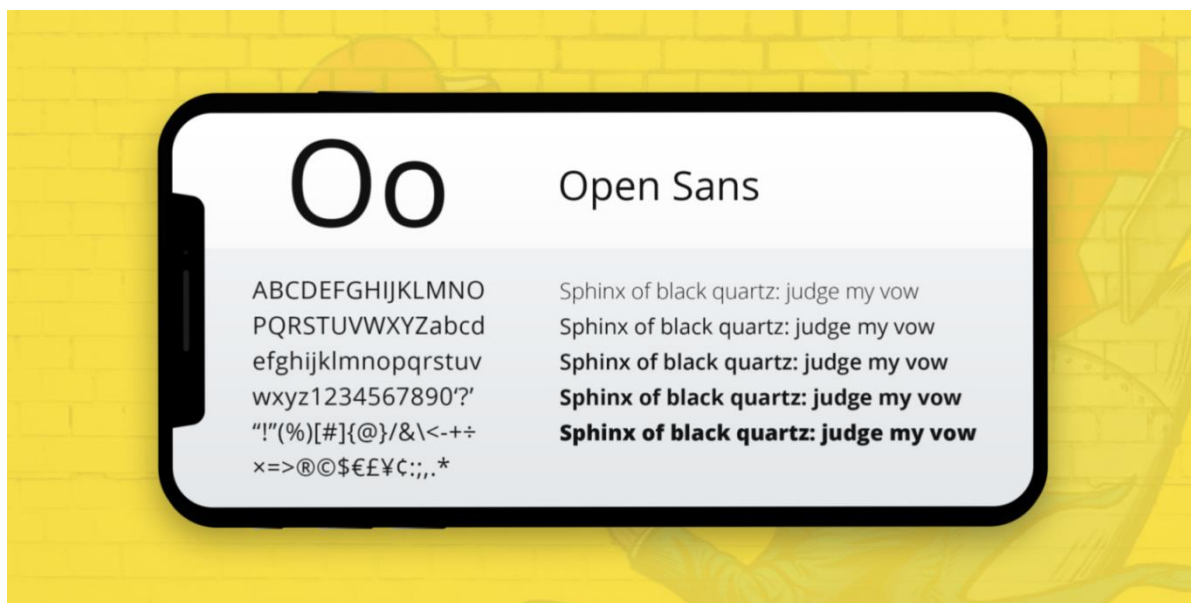 Oo
Open Sans
ABCDEFGHIJKLMNO
PQRSTUVWXYZabcd
efghijklmnopqrstuv
wxyz1234567890‘?’
“!”(%)[#]{@}/&\<-+÷
×=>®©$€£¥¢:;,.*
Sphinx of black quartz: judge my vow
Sphinx of black quartz: judge my vow
Sphinx of black quartz: judge my vow
Sphinx of black quartz: judge my vow
Sphinx of black quartz: judge my vow